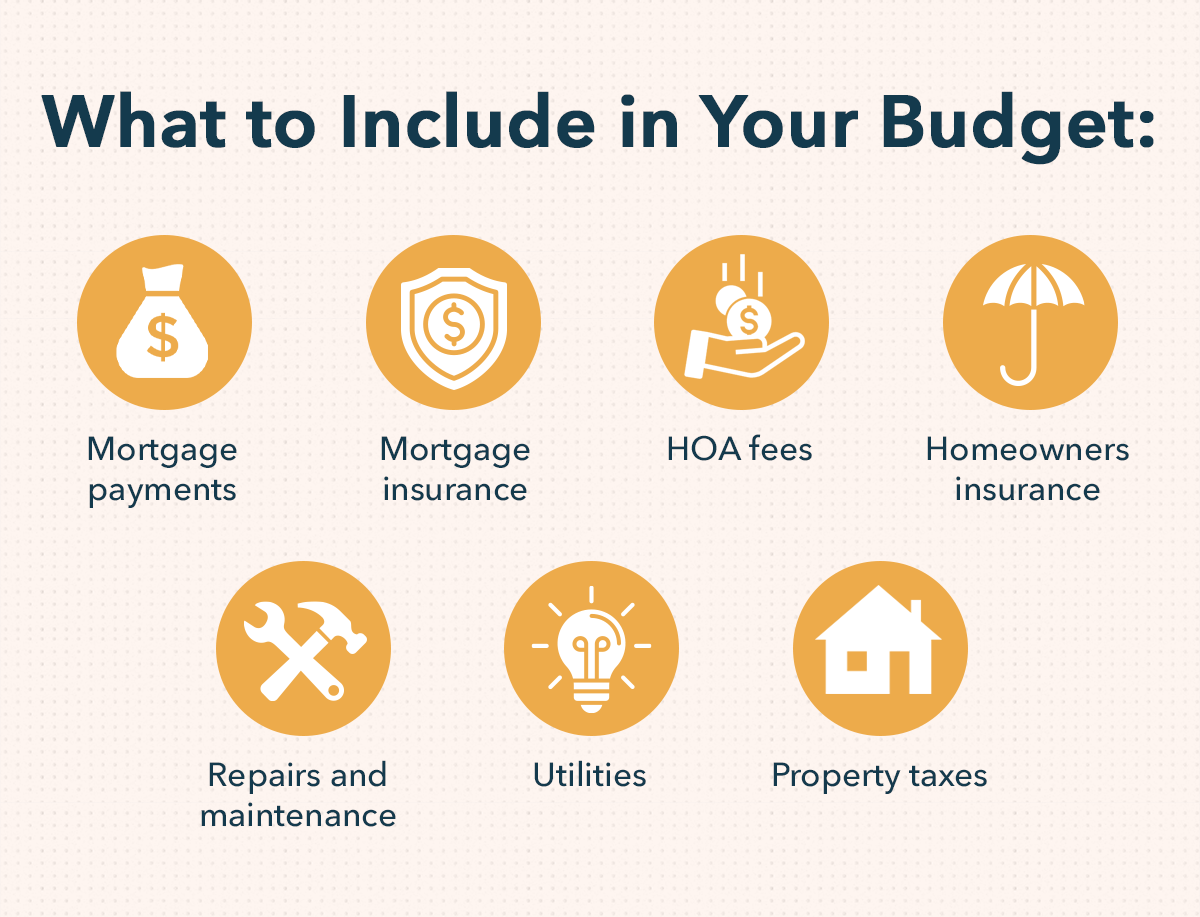 What to Include in Your Budget:
$
$
$
Mortgage
payments
Mortgage
insurance
HOA fees
Homeowners
insurance
Repairs and
maintenance
Utilities
Property taxes